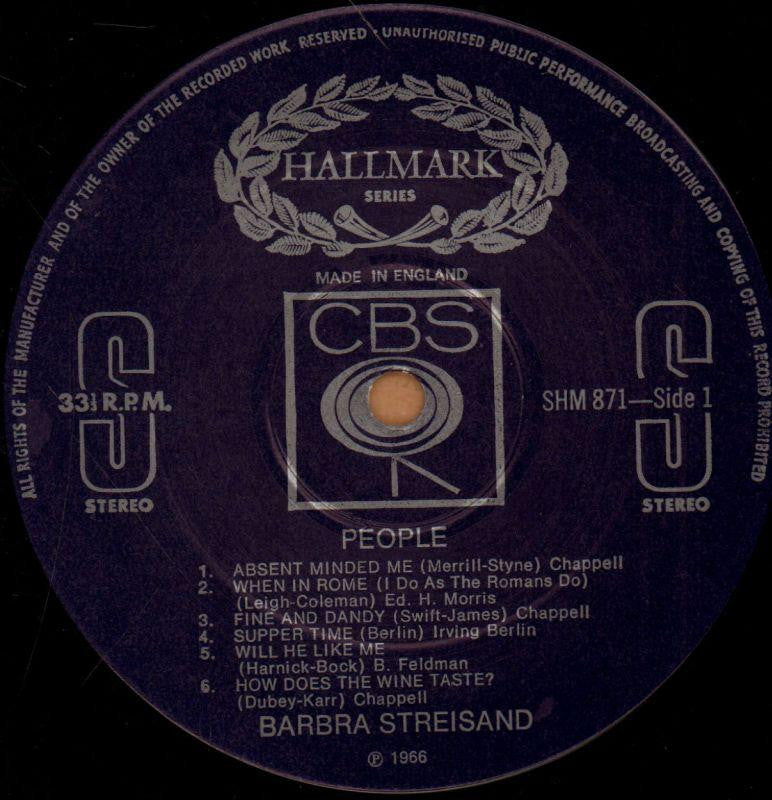 ALL RIGHTS OF THE MANUFACTURER AND OF THE OWNER OF THE RECORDED WORK RESERVED · UNAUTHORISED PUBLIC PERFORMANCE BROADCASTING AND COPYING OF THIS RECORD PROHIBITED
HALLMARK
SERIES
MADE IN ENGLAND
CBS
S
33⅓ R.P.M.
STEREO
S
SHM 871—Side 1
STEREO
PEOPLE
1. ABSENT MINDED ME (Merrill-Styne) Chappell
2. WHEN IN ROME (I Do As The Romans Do)
(Leigh-Coleman) Ed. H. Morris
3. FINE AND DANDY (Swift-James) Chappell
4. SUPPER TIME (Berlin) Irving Berlin
5. WILL HE LIKE ME
(Harnick-Bock) B. Feldman
6. HOW DOES THE WINE TASTE?
(Dubey-Karr) Chappell
BARBRA STREISAND
℗ 1966